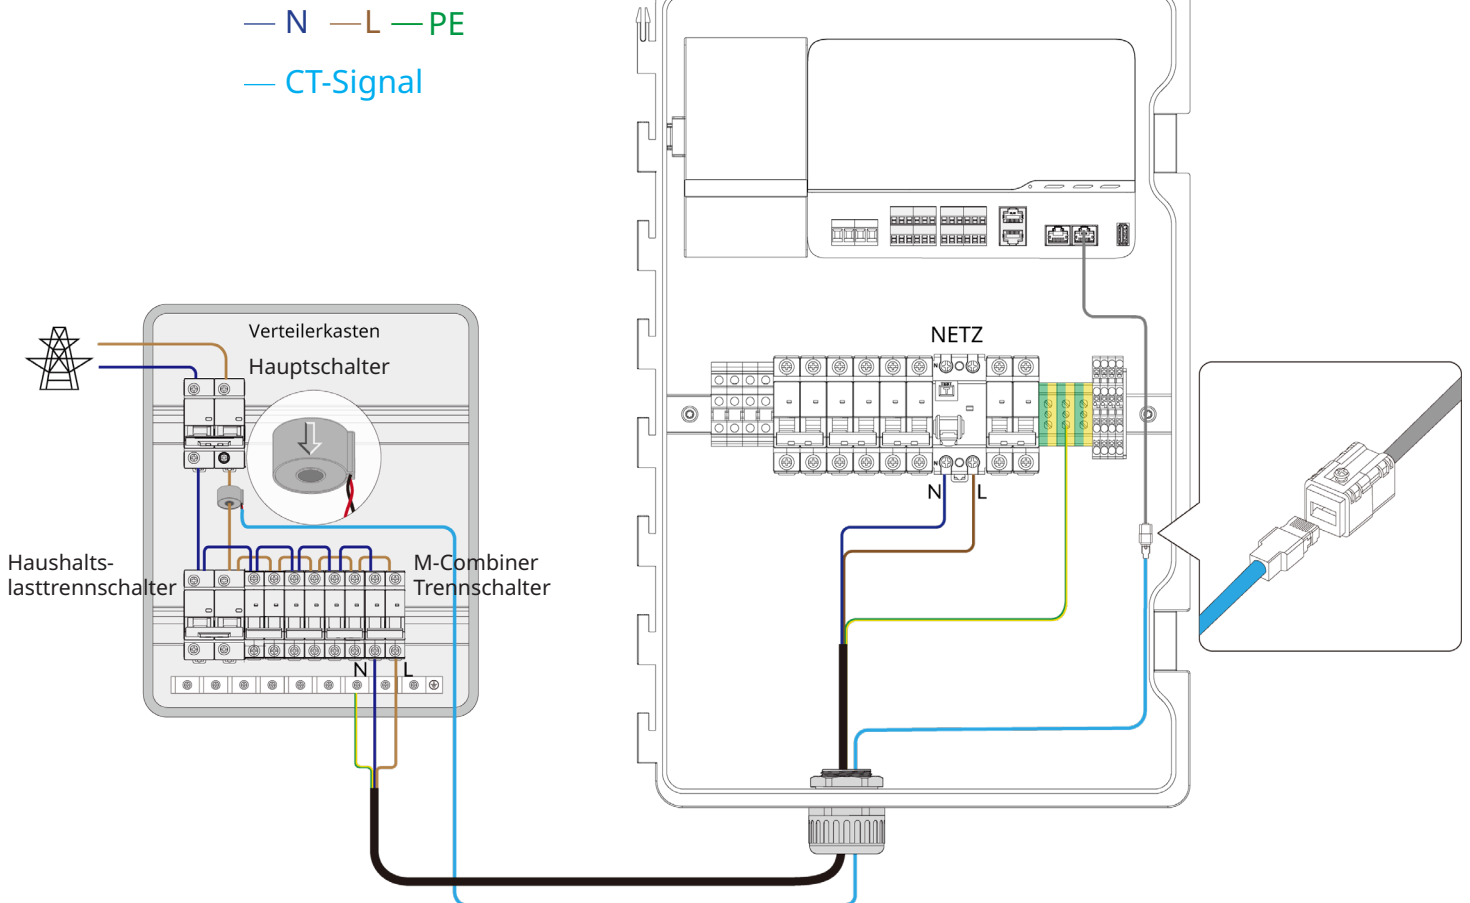 N L PE
CT-Signal
Verteilerkasten
Hauptschalter
NETZ
N
N
N L
Haushalts-
lasttrennschalter
M-Combiner
Trennschalter
N L